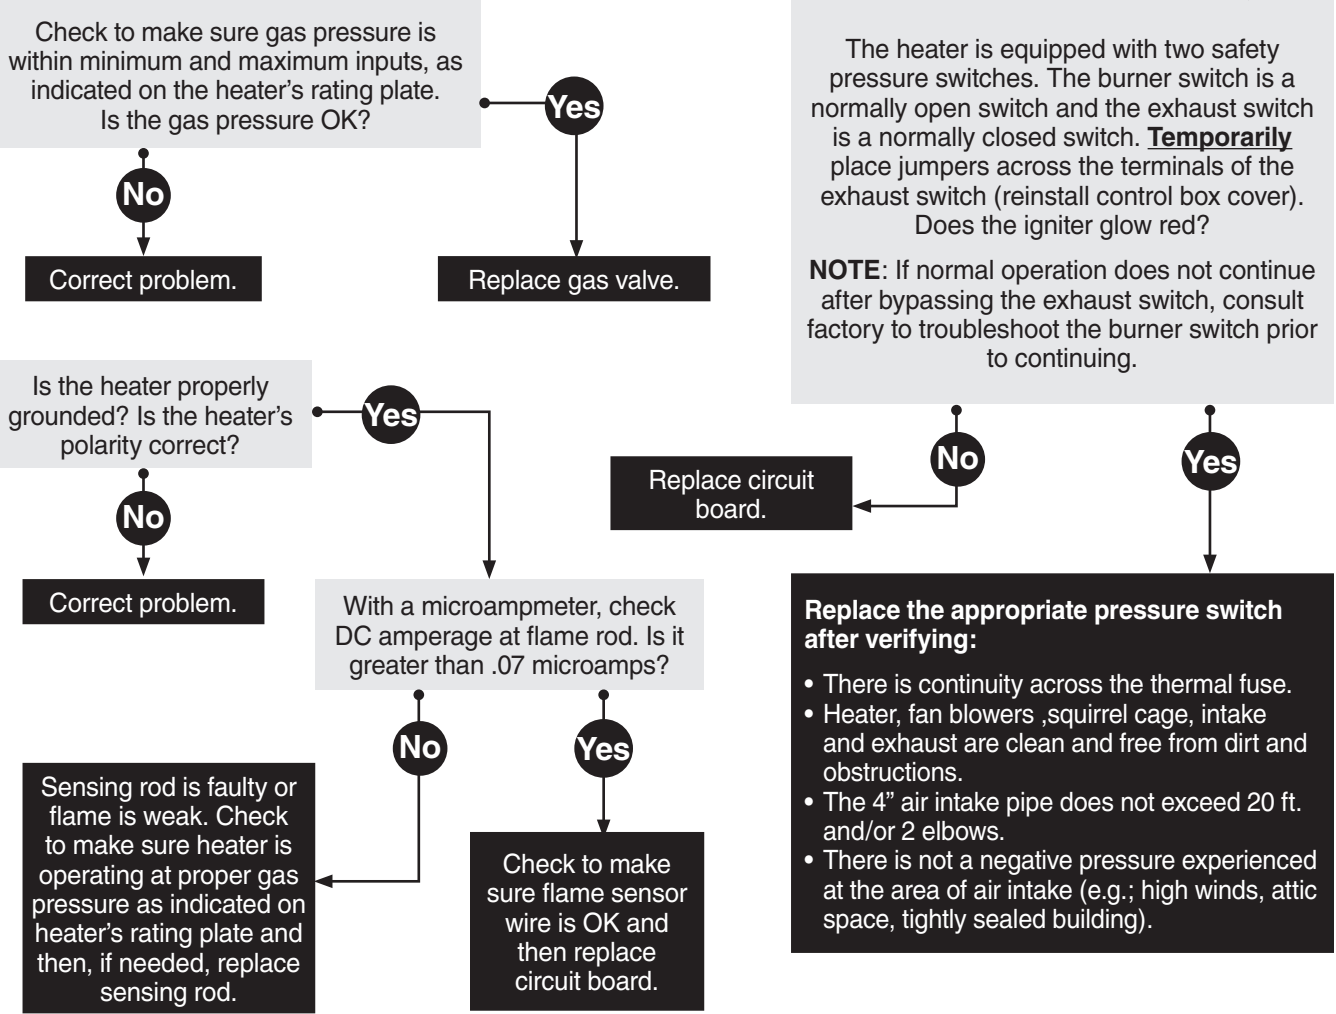 Check to make sure gas pressure is
within minimum and maximum inputs, as
indicated on the heater’s rating plate.
Is the gas pressure OK?
Yes
No
Correct problem.
Replace gas valve.
Is the heater properly
grounded? Is the heater’s
polarity correct?
Yes
No
Correct problem.
With a microampmeter, check
DC amperage at flame rod. Is it
greater than .07 microamps?
No
Yes
Sensing rod is faulty or
flame is weak. Check
to make sure heater is
operating at proper gas
pressure as indicated on
heater’s rating plate and
then, if needed, replace
sensing rod.
Check to make
sure flame sensor
wire is OK and
then replace
circuit board.
The heater is equipped with two safety
pressure switches. The burner switch is a
normally open switch and the exhaust switch
is a normally closed switch. Temporarily
place jumpers across the terminals of the
exhaust switch (reinstall control box cover).
Does the igniter glow red?
NOTE: If normal operation does not continue
after bypassing the exhaust switch, consult
factory to troubleshoot the burner switch prior
to continuing.
No
Yes
Replace circuit
board.
Replace the appropriate pressure switch
after verifying:
• There is continuity across the thermal fuse.
• Heater, fan blowers ,squirrel cage, intake
and exhaust are clean and free from dirt and
obstructions.
• The 4” air intake pipe does not exceed 20 ft.
and/or 2 elbows.
• There is not a negative pressure experienced
at the area of air intake (e.g.; high winds, attic
space, tightly sealed building).